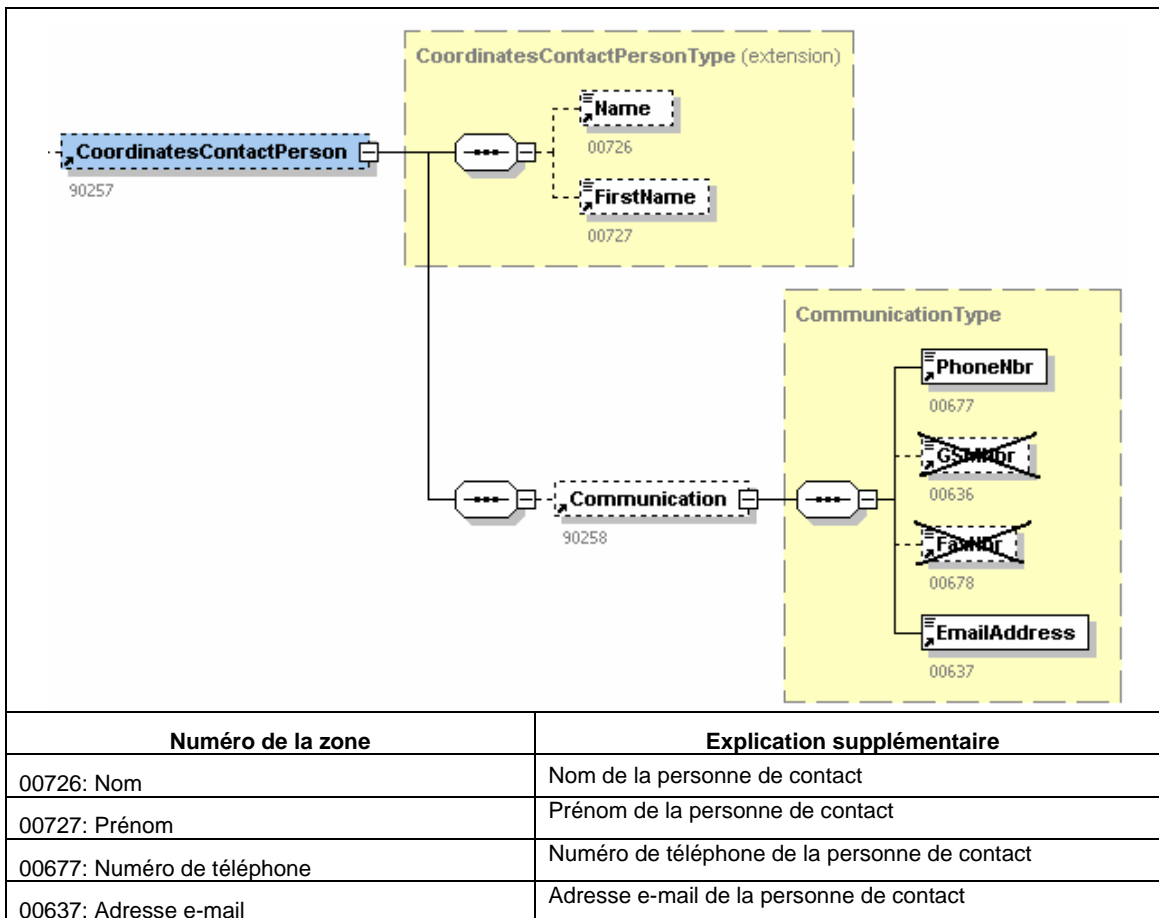 CoordinatesContactPersonType (extension)
Name
00726
CoordinatesContactPerson
90257
FirstName
00727
CommunicationType
PhoneNbr
00677
GSMNbr
00636
Communication
90258
FaxNbr
00678
EmailAddress
00637
Numéro de la zone Explication supplémentaire
00726: Nom Nom de la personne de contact
00727: Prénom Prénom de la personne de contact
00677: Numéro de téléphone Numéro de téléphone de la personne de contact
00637: Adresse e-mail Adresse e-mail de la personne de contact